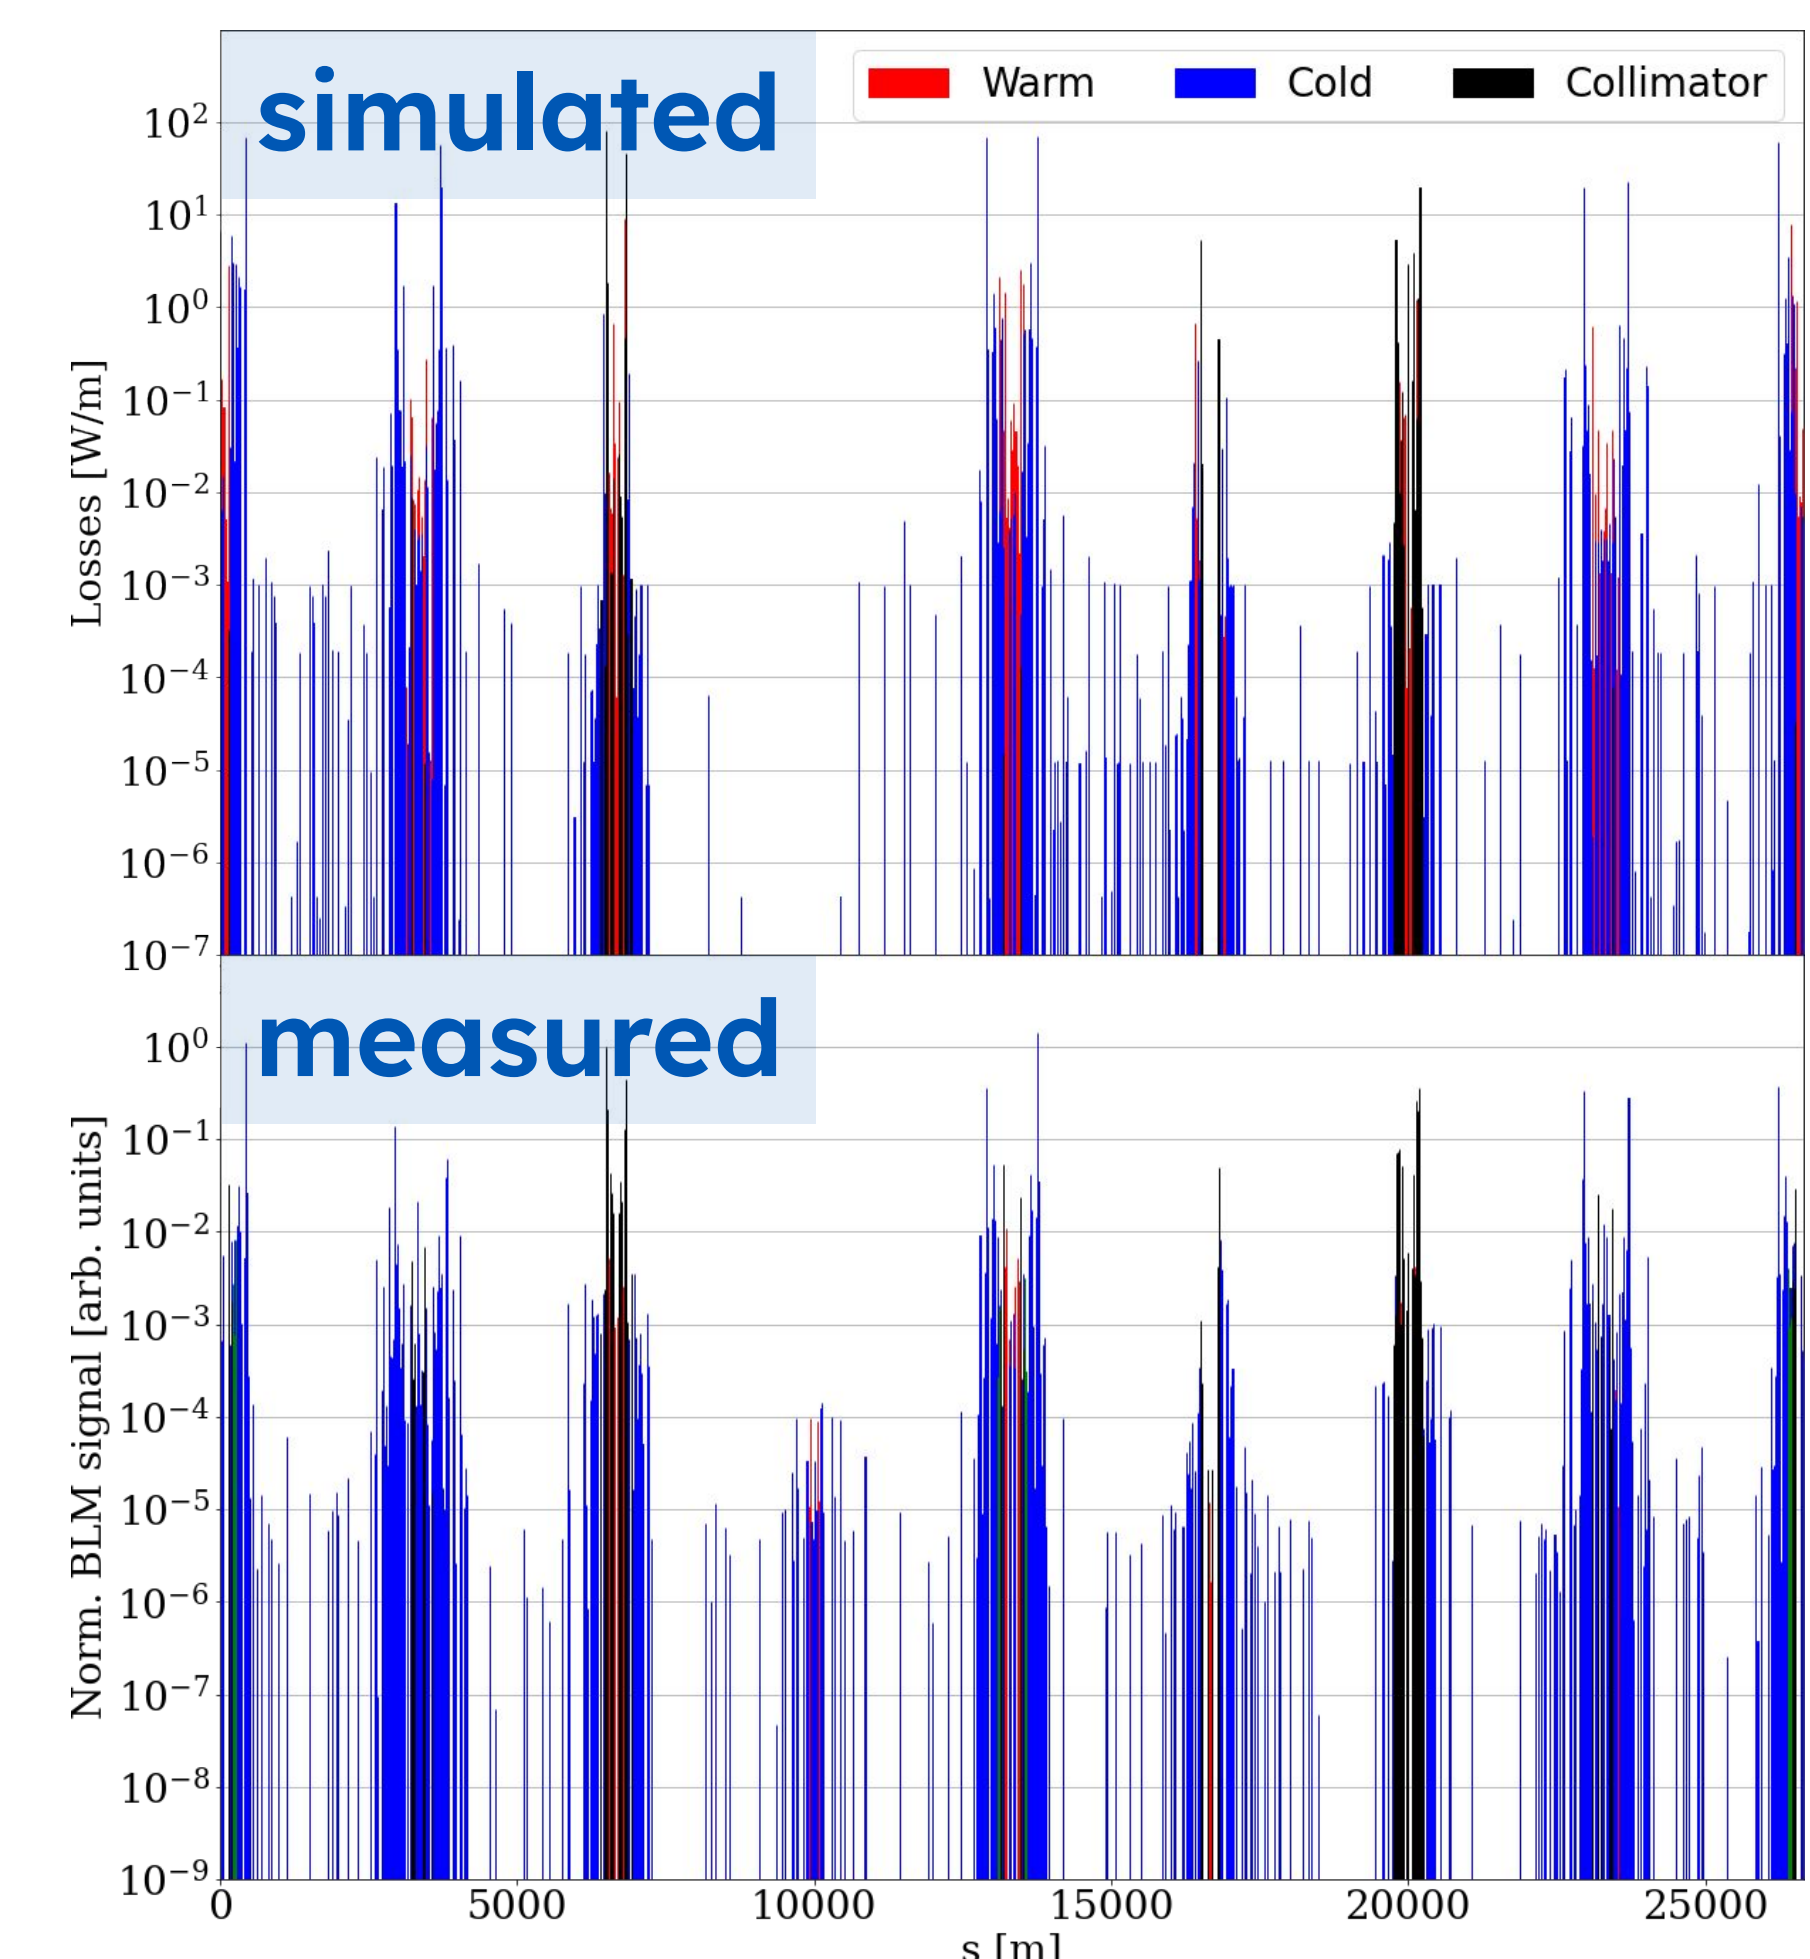 simulated
Warm Cold Collimator
Losses [W/m]
10²
10¹
10⁰
10⁻¹
10⁻²
10⁻³
10⁻⁴
10⁻⁵
10⁻⁶
10⁻⁷
measured
Norm. BLM signal [arb. units]
10⁰
10⁻¹
10⁻²
10⁻³
10⁻⁴
10⁻⁵
10⁻⁶
10⁻⁷
10⁻⁸
10⁻⁹
0 5000 10000 15000 20000 25000
s [m]